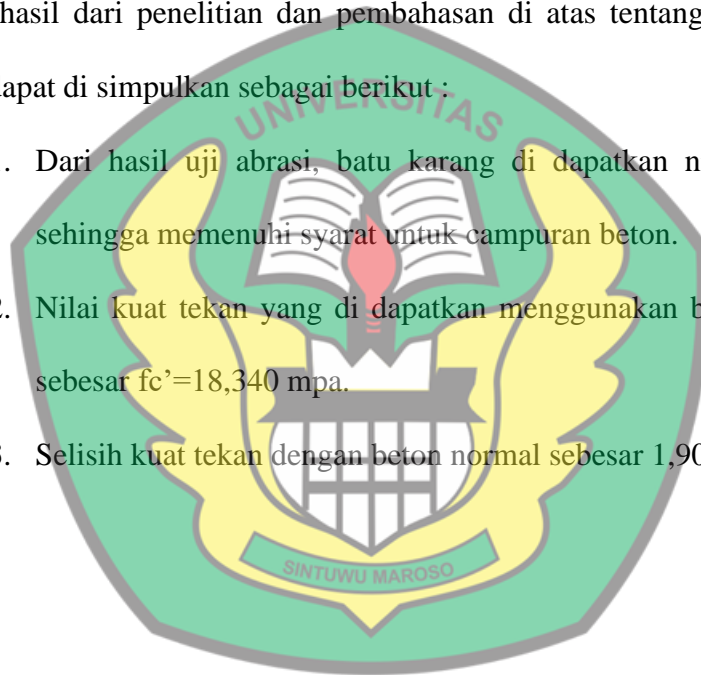 hasil dari penelitian dan pembahasan di atas tentang
dapat di simpulkan sebagai berikut :
UNIVERSITAS
. Dari hasil uji abrasi, batu karang di dapatkan n
sehingga memenuhi syarat untuk campuran beton.
2. Nilai kuat tekan yang di dapatkan menggunakan b
sebesar fc’=18,340 mpa.
3. Selisih kuat tekan dengan beton normal sebesar 1,90
SINTUWU MAROSO